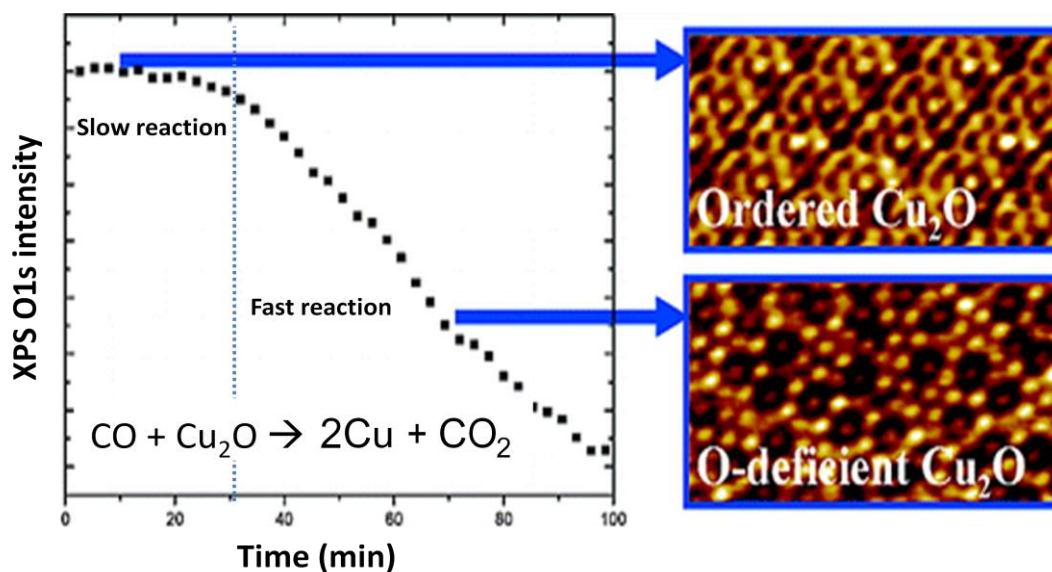 XPS O1s intensity
Slow reaction
Fast reaction
CO + Cu₂O → 2Cu + CO₂
0 20 40 60 80 100
Time (min)
Ordered Cu₂O
O-deficient Cu₂O